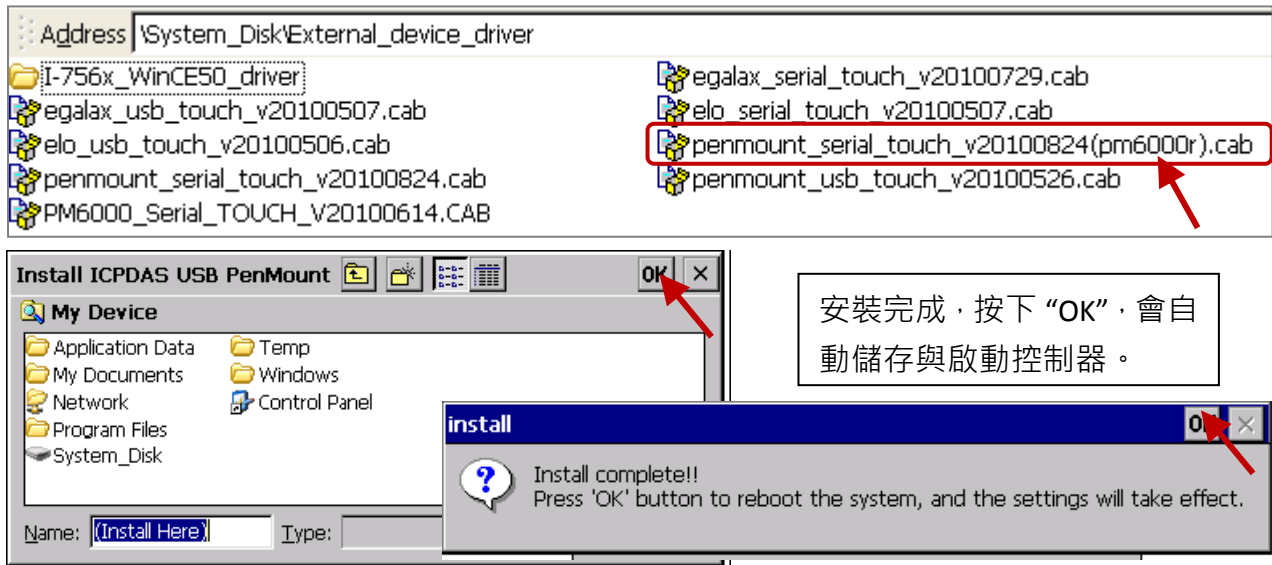 Address \System_Disk\External_device_driver
I-756x_WinCE50_driver
egalax_usb_touch_v20100507.cab
elo_usb_touch_v20100506.cab
penmount_serial_touch_v20100824.cab
PM6000_Serial_TOUCH_V20100614.CAB
egalax_serial_touch_v20100729.cab
elo_serial_touch_v20100507.cab
penmount_serial_touch_v20100824(pm6000r).cab
penmount_usb_touch_v20100526.cab
Install ICPDAS USB PenMount OK ×
My Device
Application Data
My Documents
Network
Program Files
System_Disk
Temp
Windows
Control Panel
Name: (Install Here) Type:
安裝完成，按下 “OK”，會自
動儲存與啟動控制器。
install OK ×
Install complete!!
Press 'OK' button to reboot the system, and the settings will take effect.